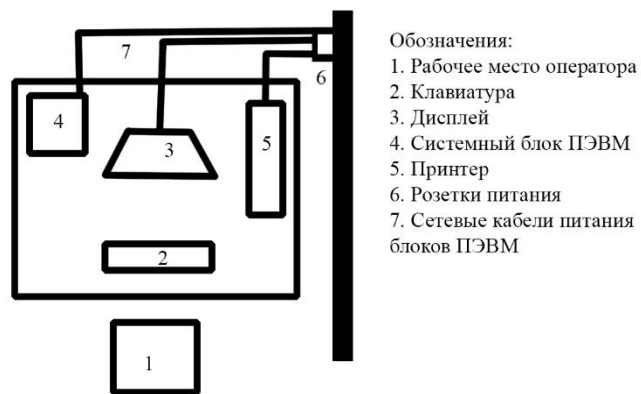 7
6
4
3
5
2
1
Обозначения:
1. Рабочее место оператора
2. Клавиатура
3. Дисплей
4. Системный блок ПЭВМ
5. Принтер
6. Розетки питания
7. Сетевые кабели питания
блоков ПЭВМ